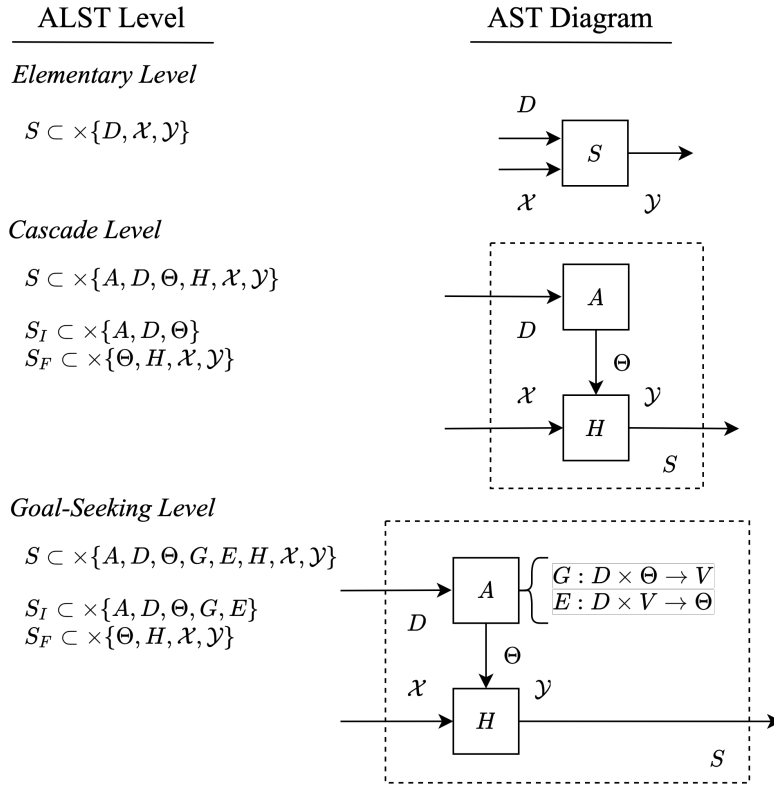 ALST Level
AST Diagram
Elementary Level
S ⊂ ×{D, 𝒳, 𝒴}
D
S
𝒳
𝒴
Cascade Level
S ⊂ ×{A, D, Θ, H, 𝒳, 𝒴}
S_I ⊂ ×{A, D, Θ}
S_F ⊂ ×{Θ, H, 𝒳, 𝒴}
A
D
Θ
𝒳
𝒴
H
S
Goal-Seeking Level
S ⊂ ×{A, D, Θ, G, E, H, 𝒳, 𝒴}
S_I ⊂ ×{A, D, Θ, G, E}
S_F ⊂ ×{Θ, H, 𝒳, 𝒴}
A
G : D × Θ → V
E : D × V → Θ
D
Θ
𝒳
𝒴
H
S